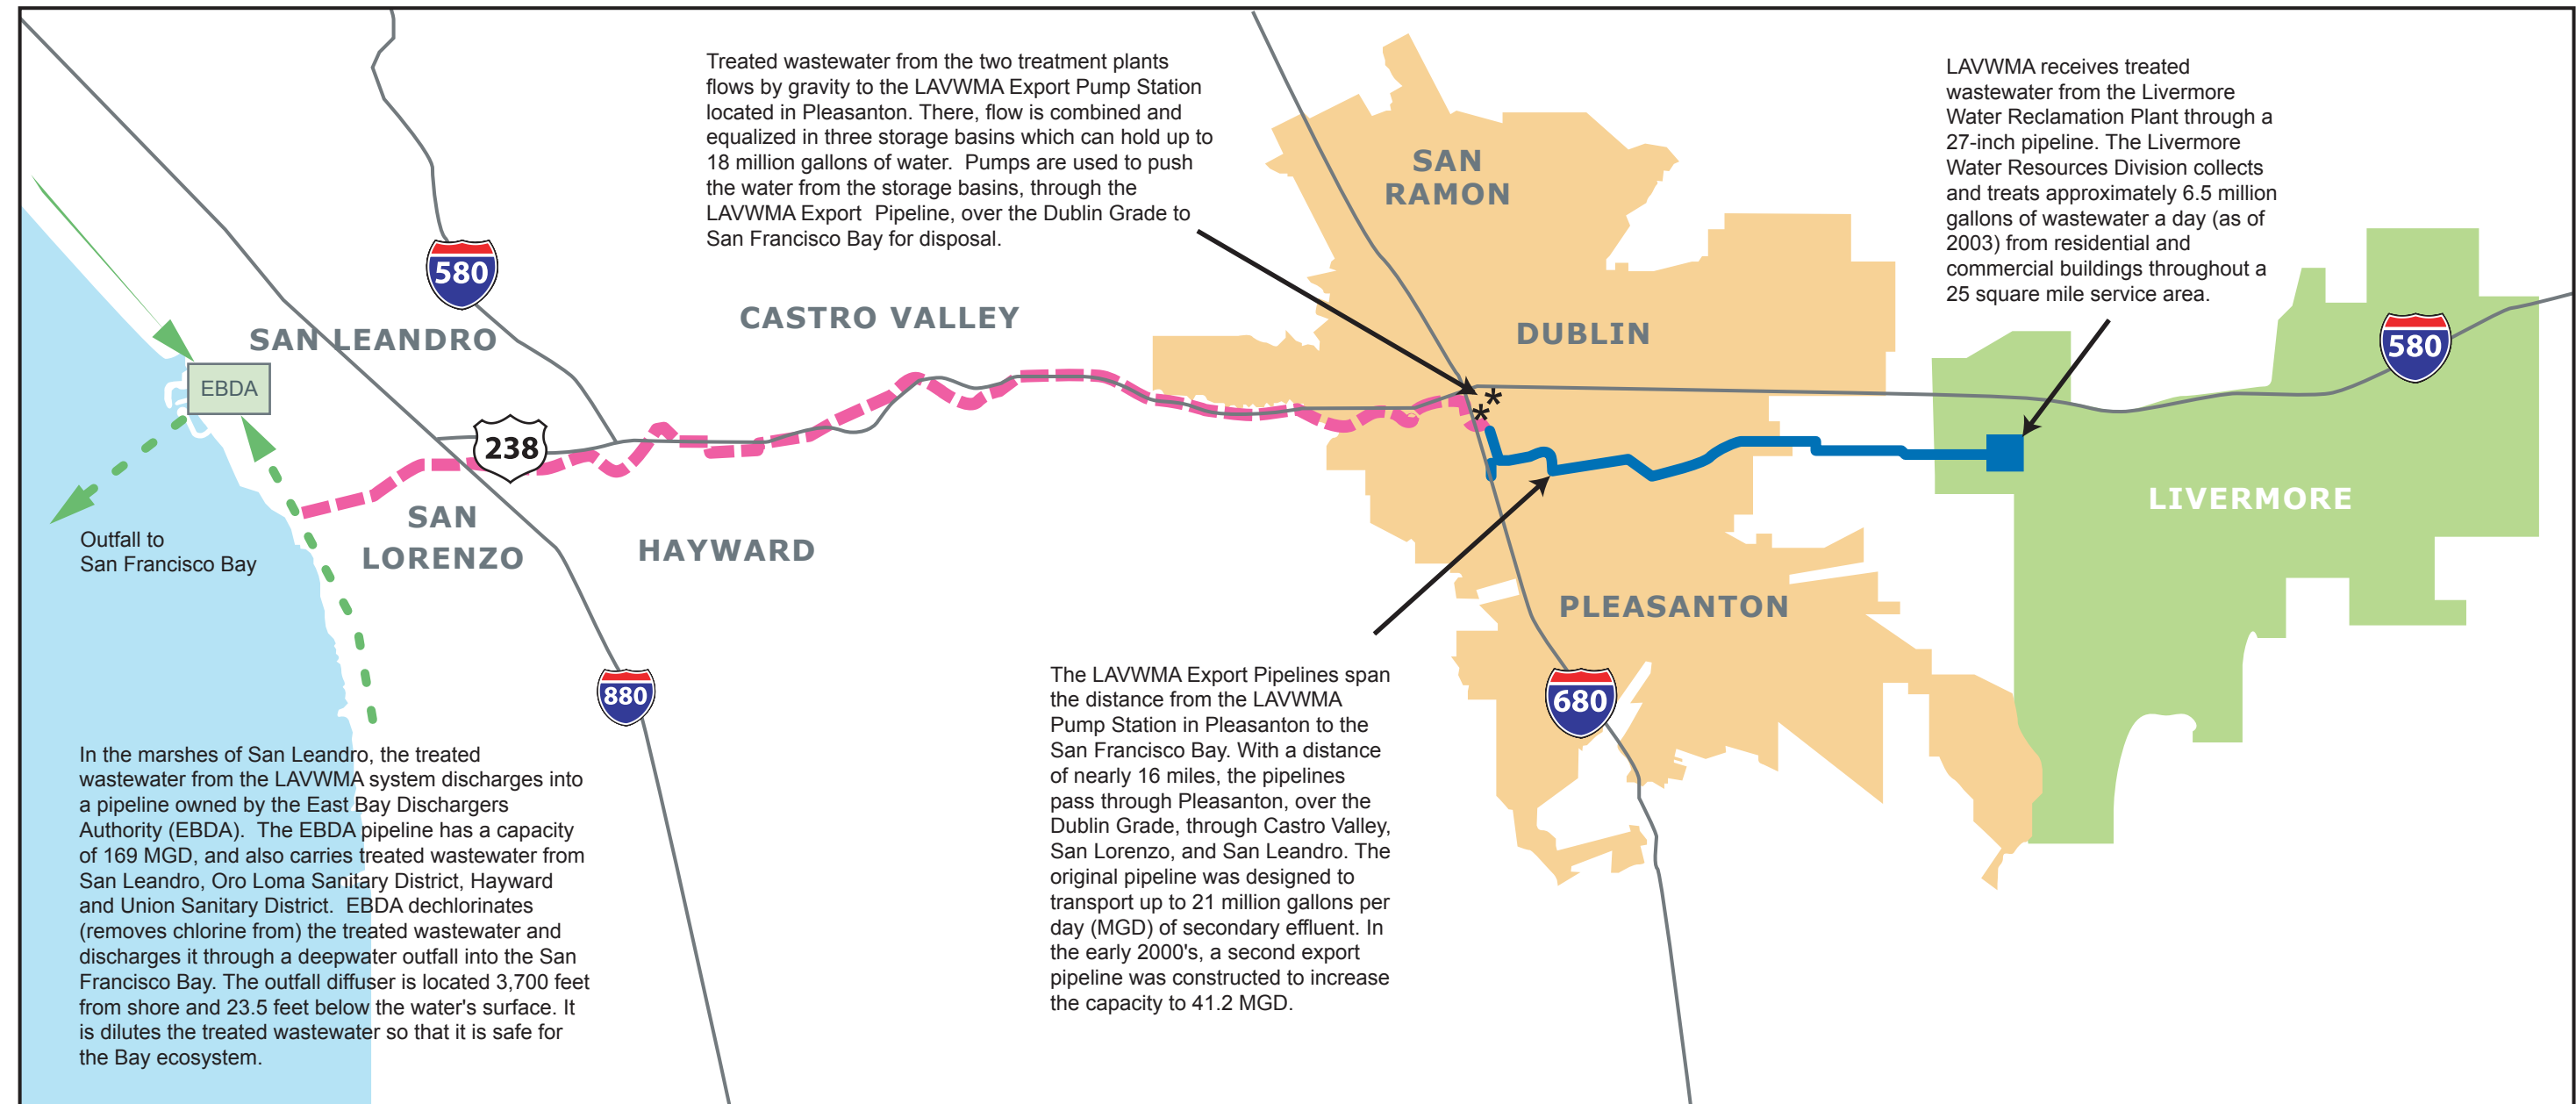 Treated wastewater from the two treatment plants
flows by gravity to the LAVWMA Export Pump Station
located in Pleasanton. There, flow is combined and
equalized in three storage basins which can hold up to
18 million gallons of water. Pumps are used to push
the water from the storage basins, through the
LAVWMA Export Pipeline, over the Dublin Grade to
San Francisco Bay for disposal.
LAVWMA receives treated
wastewater from the Livermore
Water Reclamation Plant through a
27-inch pipeline. The Livermore
Water Resources Division collects
and treats approximately 6.5 million
gallons of wastewater a day (as of
2003) from residential and
commercial buildings throughout a
25 square mile service area.
SAN
RAMON
580
SAN LEANDRO
CASTRO VALLEY
DUBLIN
580
EBDA
**
238
LIVERMORE
SAN
LORENZO
HAYWARD
Outfall to
San Francisco Bay
PLEASANTON
880
680
The LAVWMA Export Pipelines span
the distance from the LAVWMA
Pump Station in Pleasanton to the
San Francisco Bay. With a distance
of nearly 16 miles, the pipelines
pass through Pleasanton, over the
Dublin Grade, through Castro Valley,
San Lorenzo, and San Leandro. The
original pipeline was designed to
transport up to 21 million gallons per
day (MGD) of secondary effluent. In
the early 2000's, a second export
pipeline was constructed to increase
the capacity to 41.2 MGD.
In the marshes of San Leandro, the treated
wastewater from the LAVWMA system discharges into
a pipeline owned by the East Bay Dischargers
Authority (EBDA). The EBDA pipeline has a capacity
of 169 MGD, and also carries treated wastewater from
San Leandro, Oro Loma Sanitary District, Hayward
and Union Sanitary District. EBDA dechlorinates
(removes chlorine from) the treated wastewater and
discharges it through a deepwater outfall into the San
Francisco Bay. The outfall diffuser is located 3,700 feet
from shore and 23.5 feet below the water's surface. It
is dilutes the treated wastewater so that it is safe for
the Bay ecosystem.